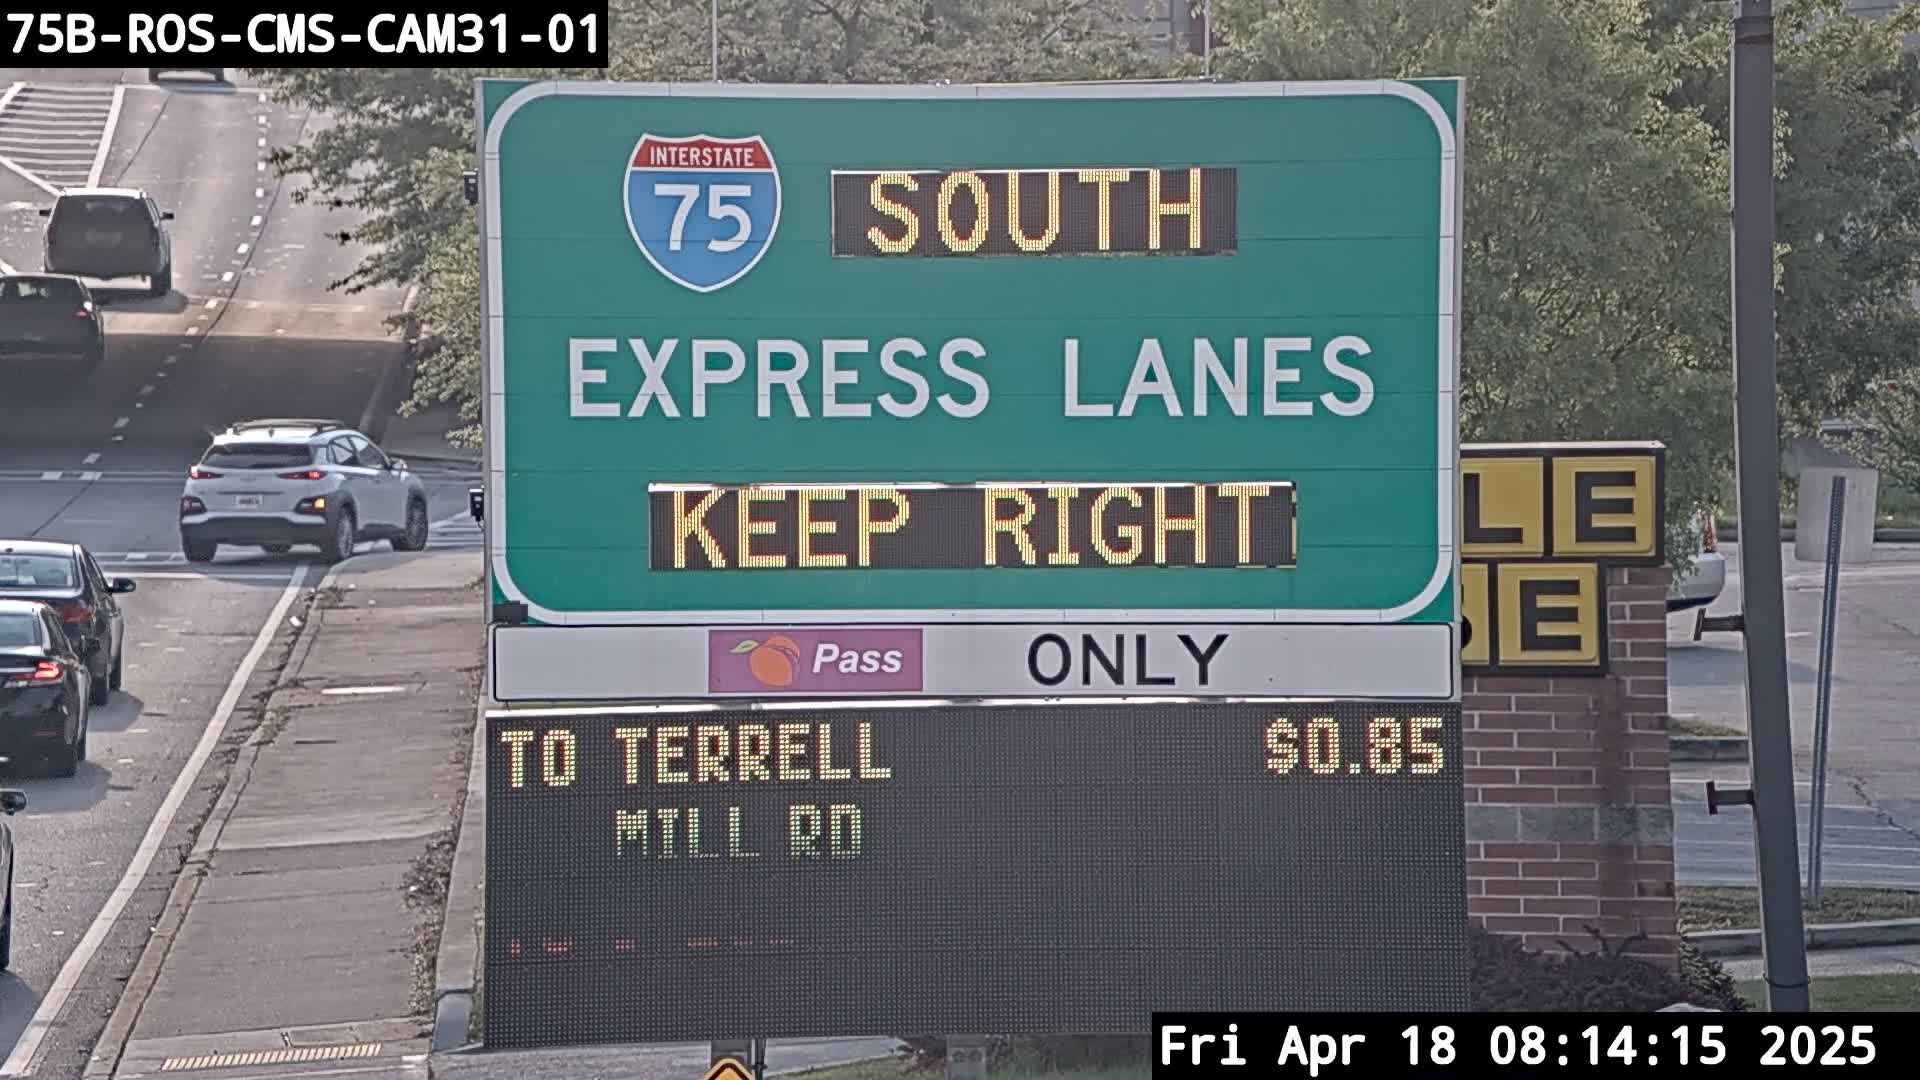 75B-ROS-CMS-CAM31-01
INTERSTATE
75
SOUTH
EXPRESS LANES
KEEP RIGHT
Pass ONLY
TO TERRELL $0.85
MILL RD
LE
E
Fri Apr 18 08:14:15 2025